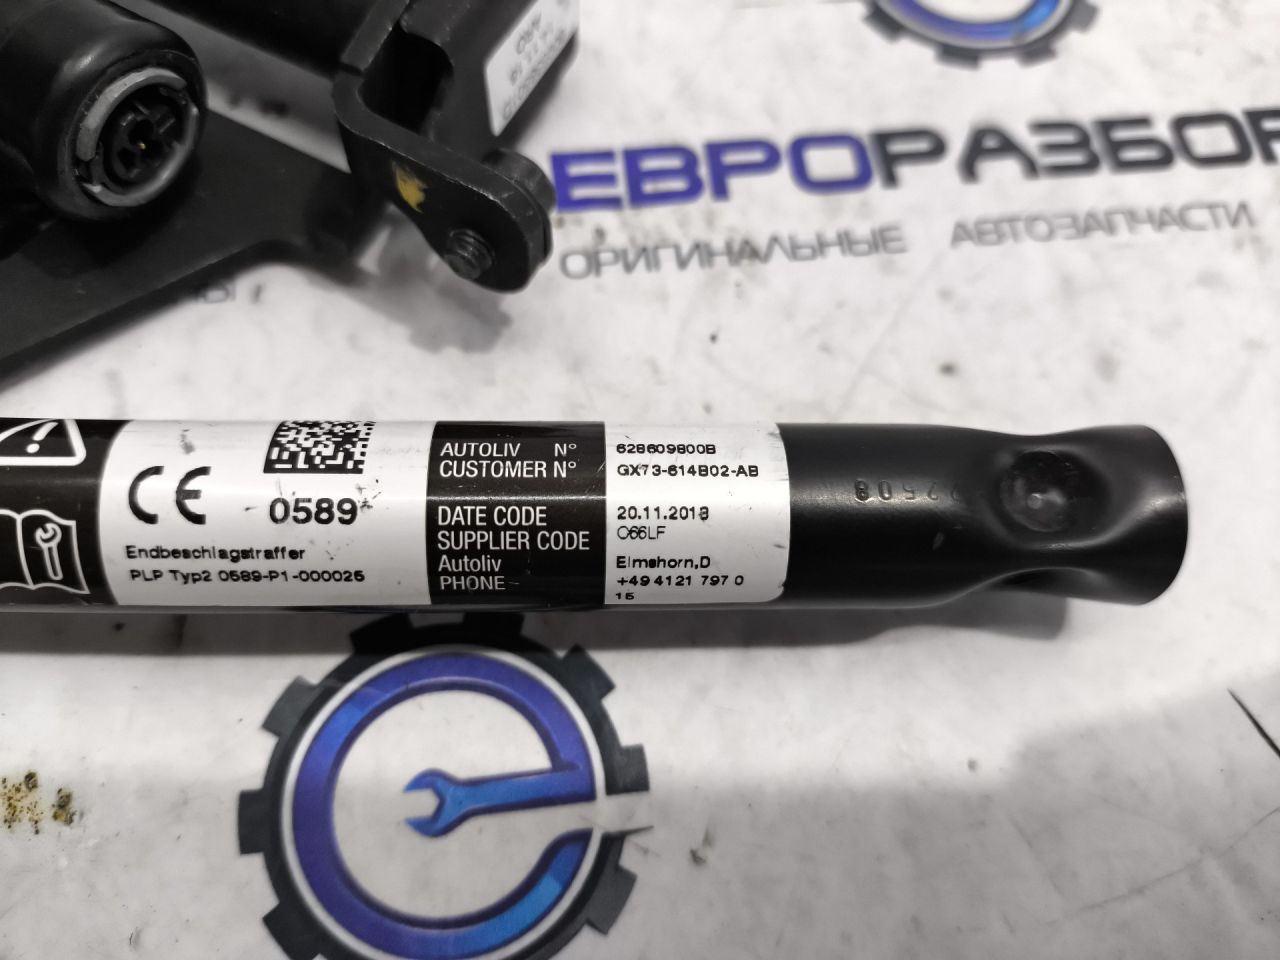 ЕВРОРАЗБОР
ОРИГИНАЛЬНЫЕ АВТОЗАПЧАСТИ
CE 0589
Endbeschlagstraffer
PLP Typ2 0589-P1-000025
AUTOLIV N° 628609800B
CUSTOMER N° GX73-614B02-AB
DATE CODE 20.11.2018
SUPPLIER CODE C66LF
Autoliv Elmshorn,D
PHONE +49 4121 797 0
15